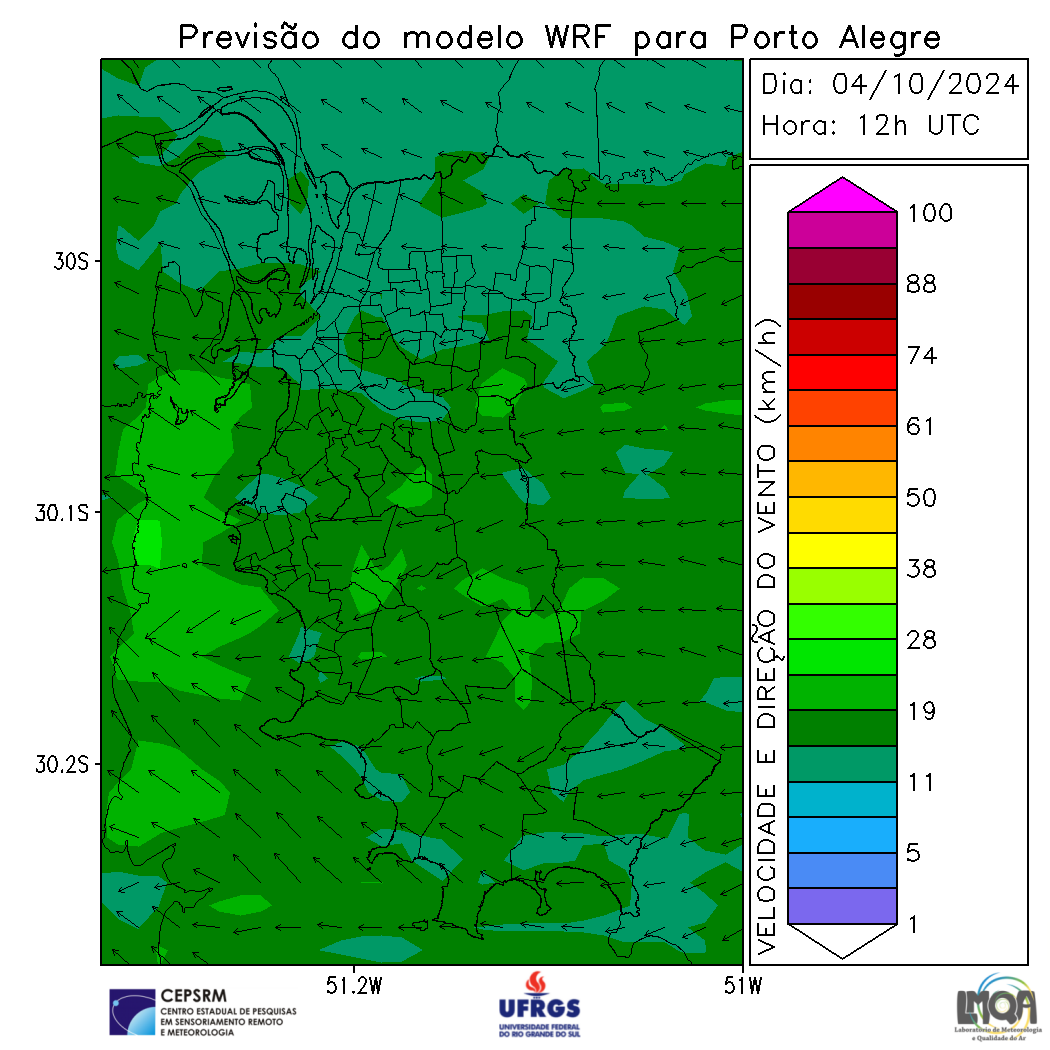 Previsão do modelo WRF para Porto Alegre
Dia: 04/10/2024
Hora: 12h UTC
30S
30.1S
30.2S
51.2W
51W
VELOCIDADE E DIREÇÃO DO VENTO (km/h)
100
88
74
61
50
38
28
19
11
5
1
CEPSRM
CENTRO ESTADUAL DE PESQUISAS
EM SENSORIAMENTO REMOTO
E METEOROLOGIA
UFRGS
UNIVERSIDADE FEDERAL
DO RIO GRANDE DO SUL
LMQA
Laboratório de Meteorologia
e Qualidade do Ar